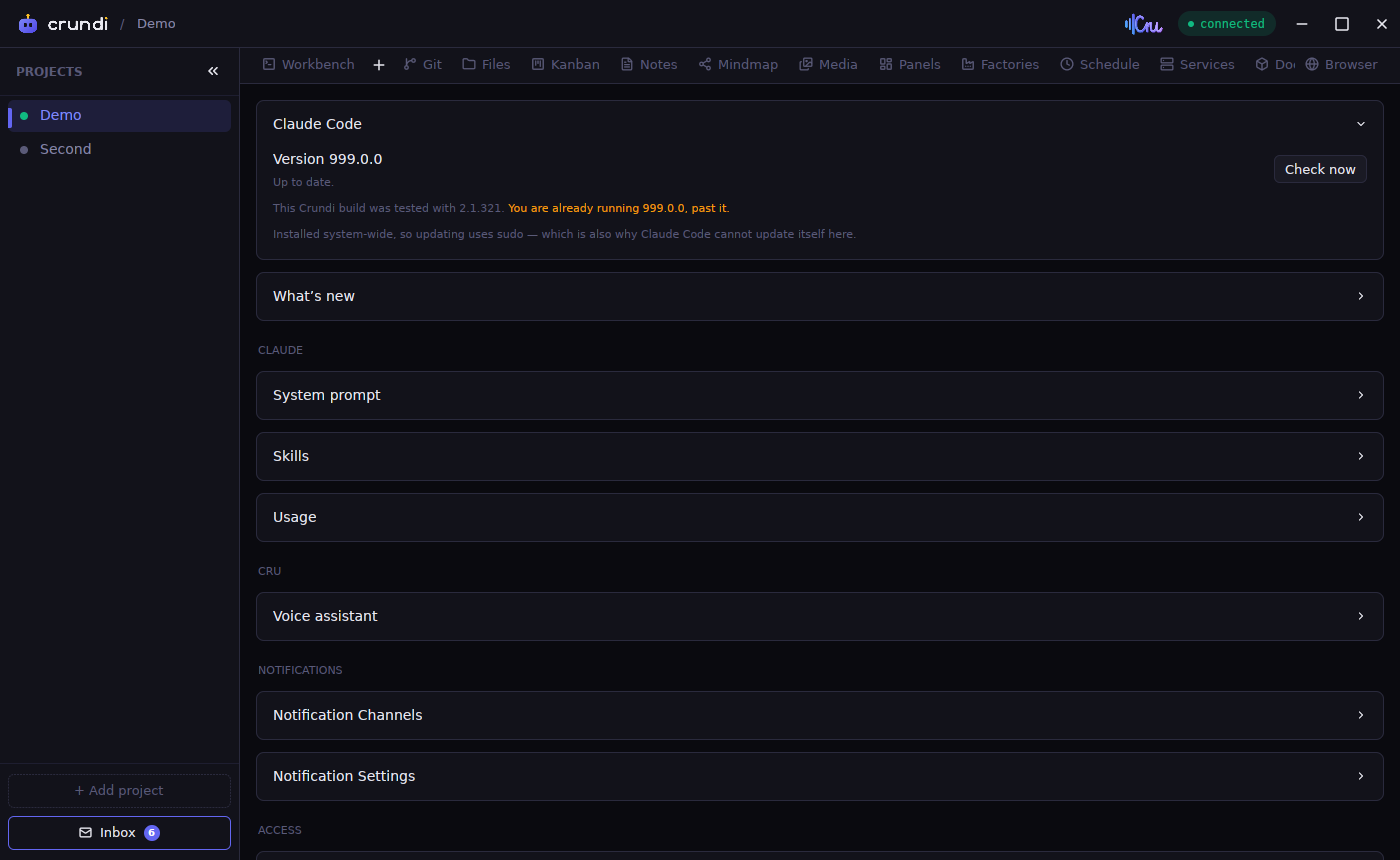 crundi / Demo
Cru
connected
PROJECTS
Demo
Second
+ Add project
Inbox 6
Workbench + Git Files Kanban Notes Mindmap Media Panels Factories Schedule Services Browser
Claude Code
Version 999.0.0
Check now
Up to date.
This Crundi build was tested with 2.1.321. You are already running 999.0.0, past it.
Installed system-wide, so updating uses sudo — which is also why Claude Code cannot update itself here.
What’s new
CLAUDE
System prompt
Skills
Usage
CRU
Voice assistant
NOTIFICATIONS
Notification Channels
Notification Settings
ACCESS